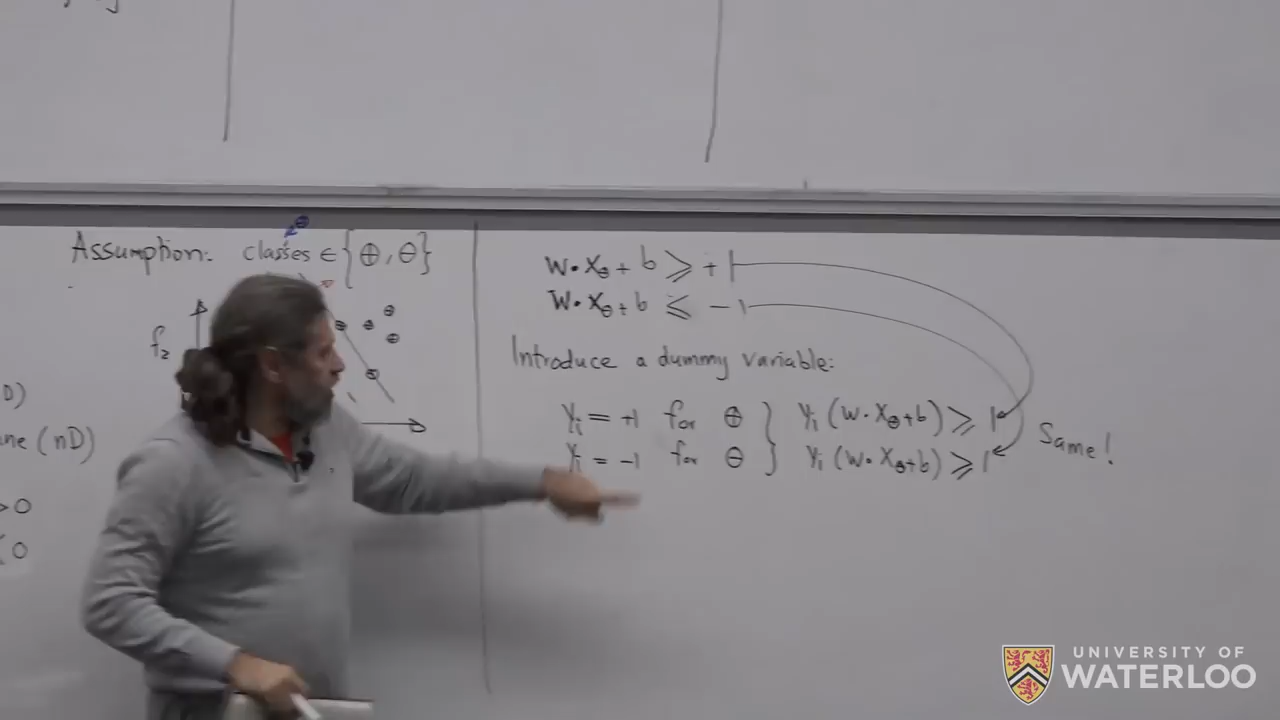 Assumption: classes ∈ {⊕, ⊖}
f₂
D)
ane (nD)
>0
≤0
w•x⊕ + b ≥ +1
w•x⊖ + b ≤ -1
Introduce a dummy variable:
yᵢ = +1 for ⊕ } yᵢ (w•x⊕+b) ≥ 1
yᵢ = -1 for ⊖ } yᵢ (w•x⊖+b) ≥ 1
Same!
UNIVERSITY OF
WATERLOO